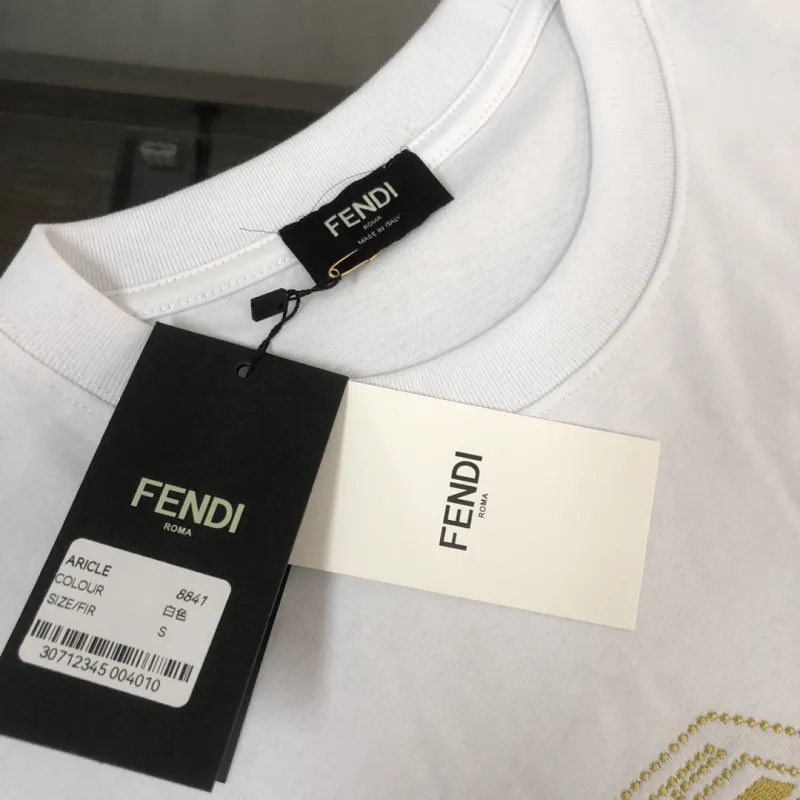 FENDI
ROMA
MADE IN ITALY
FENDI
ROMA
FENDI
ROMA
ARICLE 8841
COLOUR 白色
SIZE/FIR S
30712345 004010